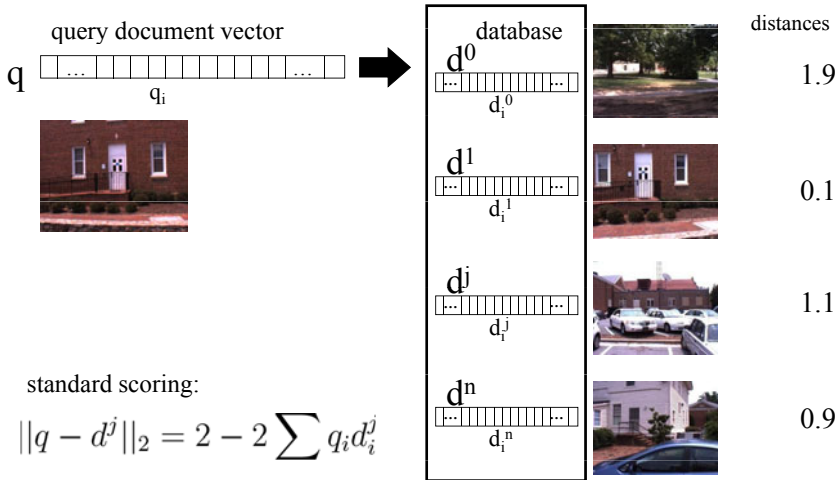 query document vector
q
... ...
q_i
database
distances
d^0
... ...
d_i^0
1.9
d^1
... ...
d_i^1
0.1
d^j
... ...
d_i^j
1.1
d^n
... ...
d_i^n
0.9
standard scoring:
||q − d^j||_2 = 2 − 2 ∑ q_i d_i^j